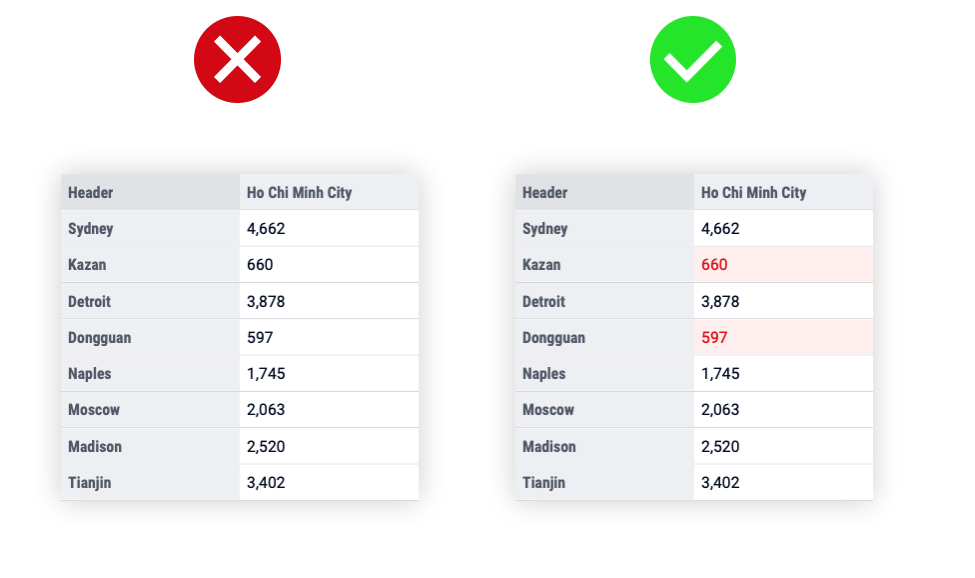 Header Ho Chi Minh City
Sydney 4,662
Kazan 660
Detroit 3,878
Dongguan 597
Naples 1,745
Moscow 2,063
Madison 2,520
Tianjin 3,402
Header Ho Chi Minh City
Sydney 4,662
Kazan 660
Detroit 3,878
Dongguan 597
Naples 1,745
Moscow 2,063
Madison 2,520
Tianjin 3,402